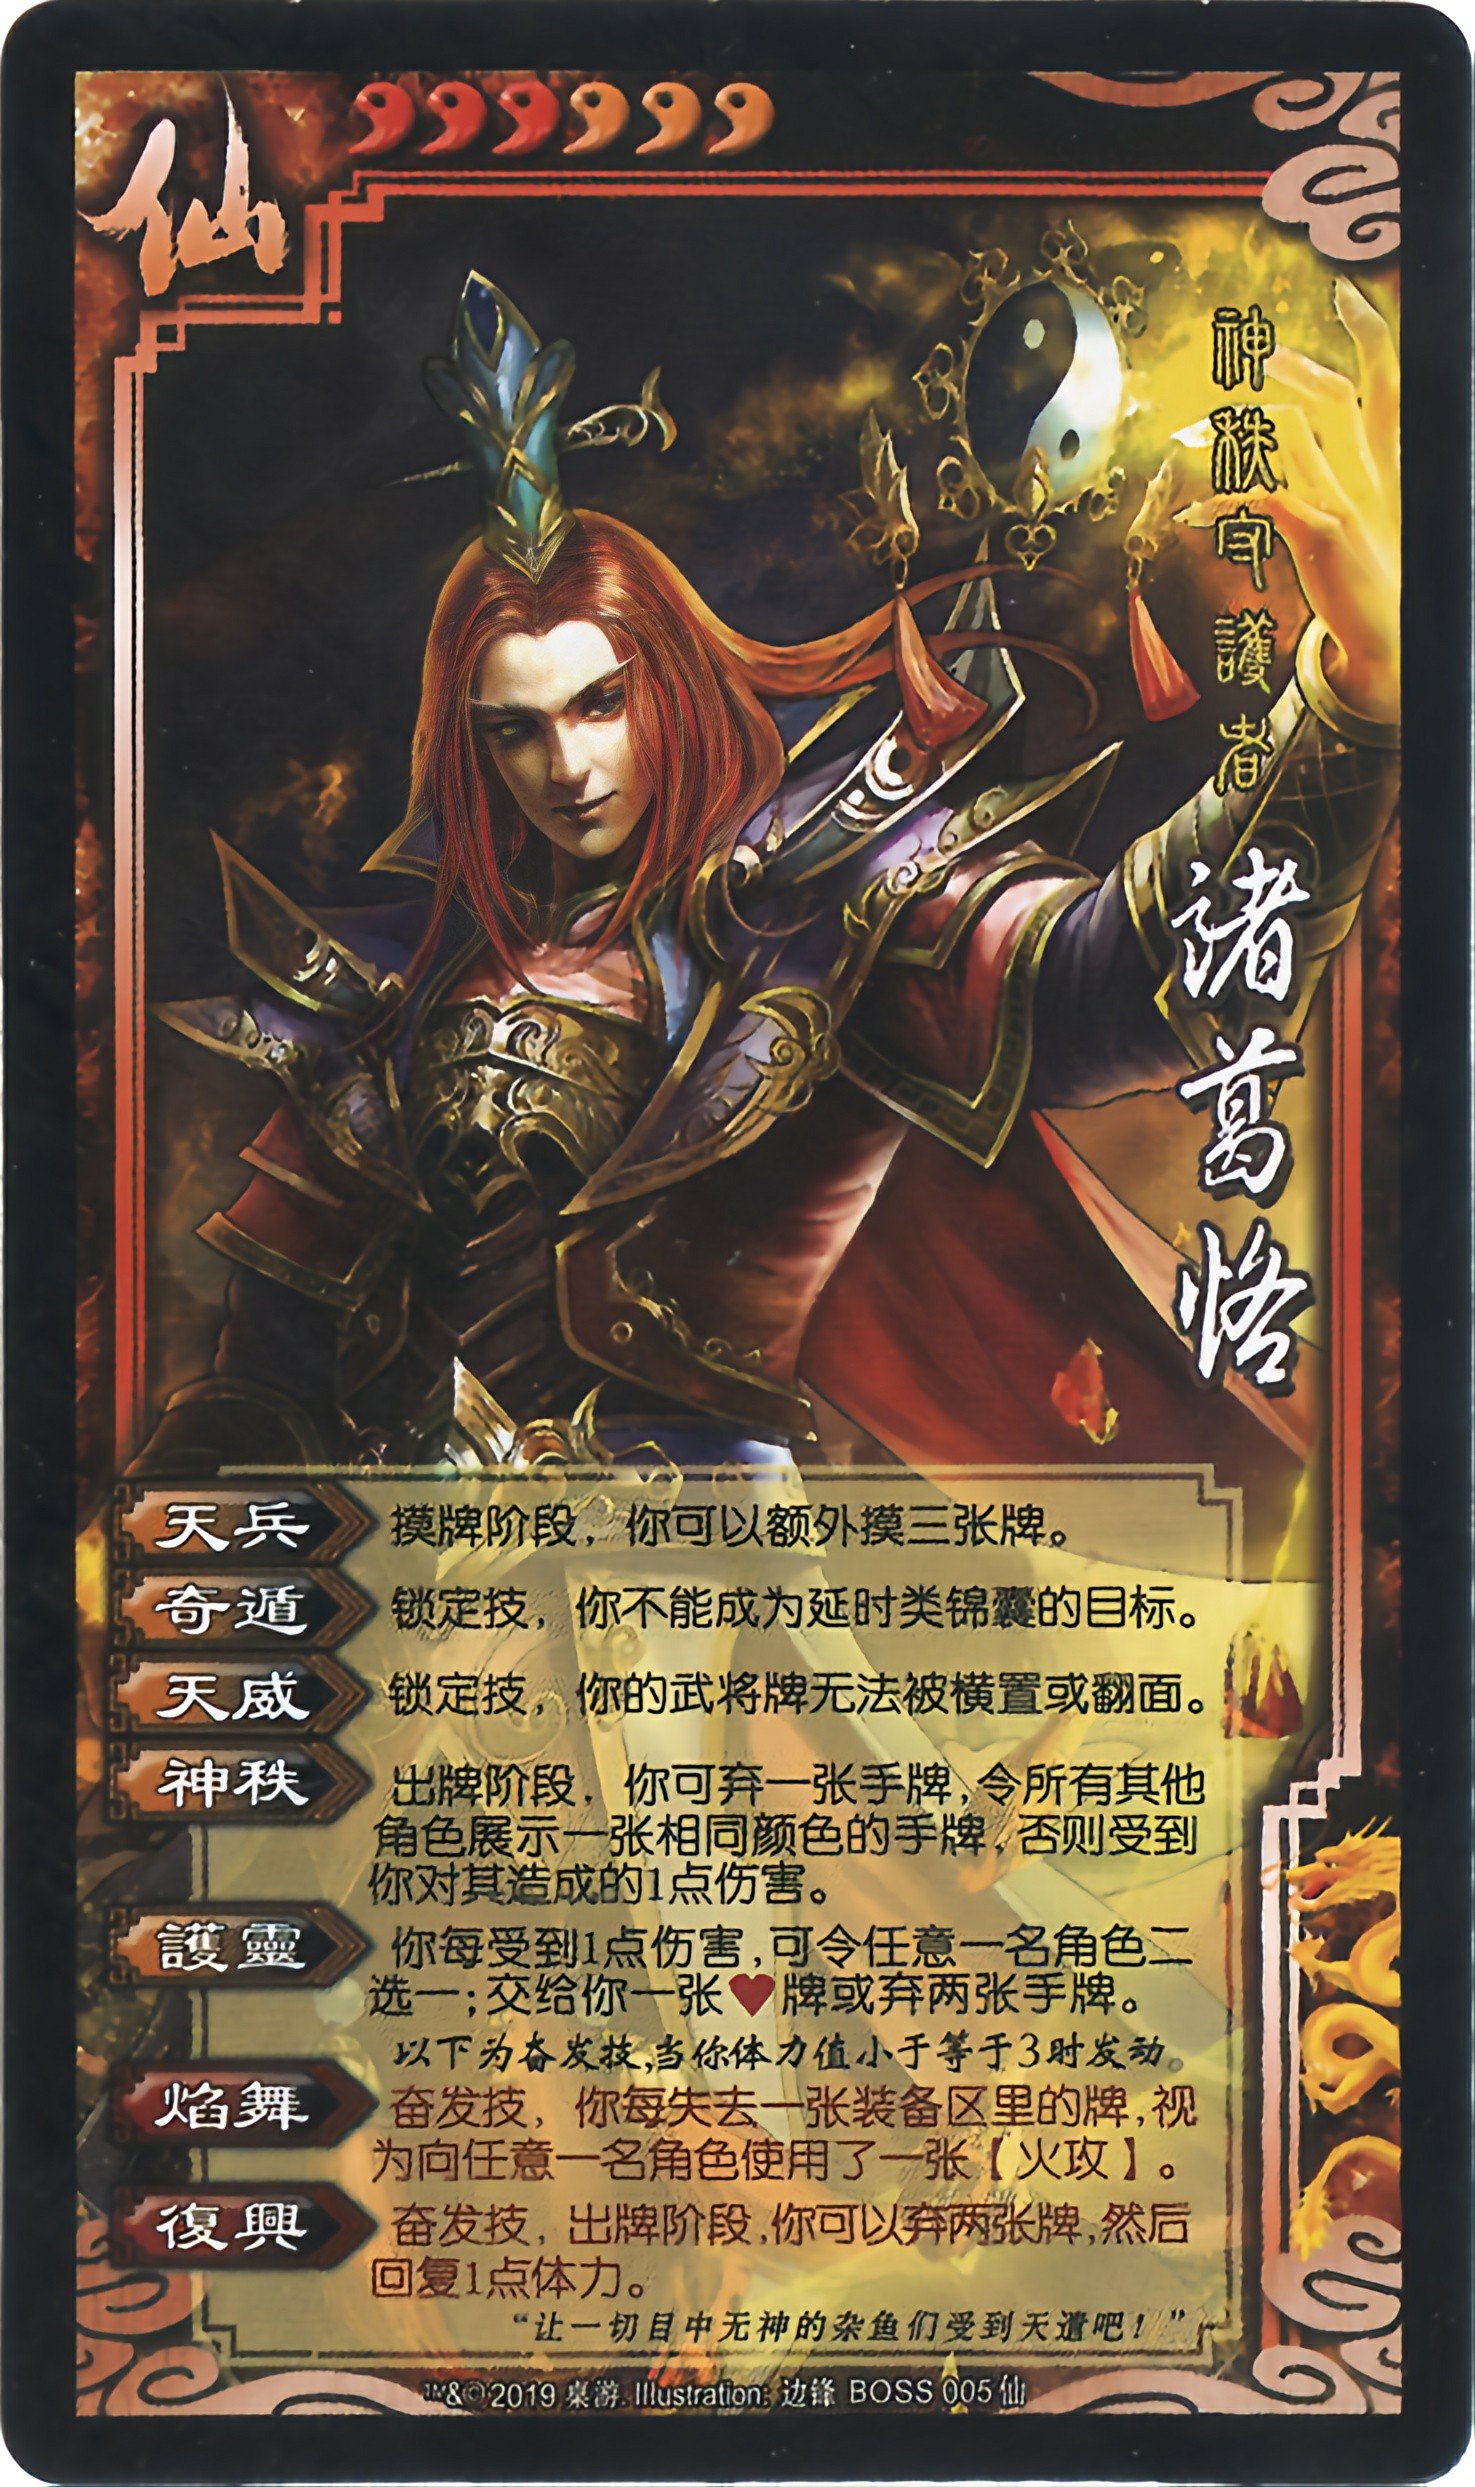 仙
神秩守護者
諸葛恪
天兵
摸牌阶段，你可以额外摸三张牌。
奇遁
锁定技，你不能成为延时类锦囊的目标。
天威
锁定技，你的武将牌无法被横置或翻面。
神秩
出牌阶段，你可弃一张手牌，令所有其他
角色展示一张相同颜色的手牌，否则受到
你对其造成的1点伤害。
護靈
你每受到1点伤害，可令任意一名角色二
选一；交给你一张♥牌或弃两张手牌。
以下为奋发技，当你体力值小于等于3时发动。
焰舞
奋发技，你每失去一张装备区里的牌，视
为向任意一名角色使用了一张【火攻】。
復興
奋发技，出牌阶段，你可以弃两张牌，然后
回复1点体力。
“让一切目中无神的杂鱼们受到天谴吧！”
™&©2019 桌游. Illustration: 边锋 BOSS 005 仙